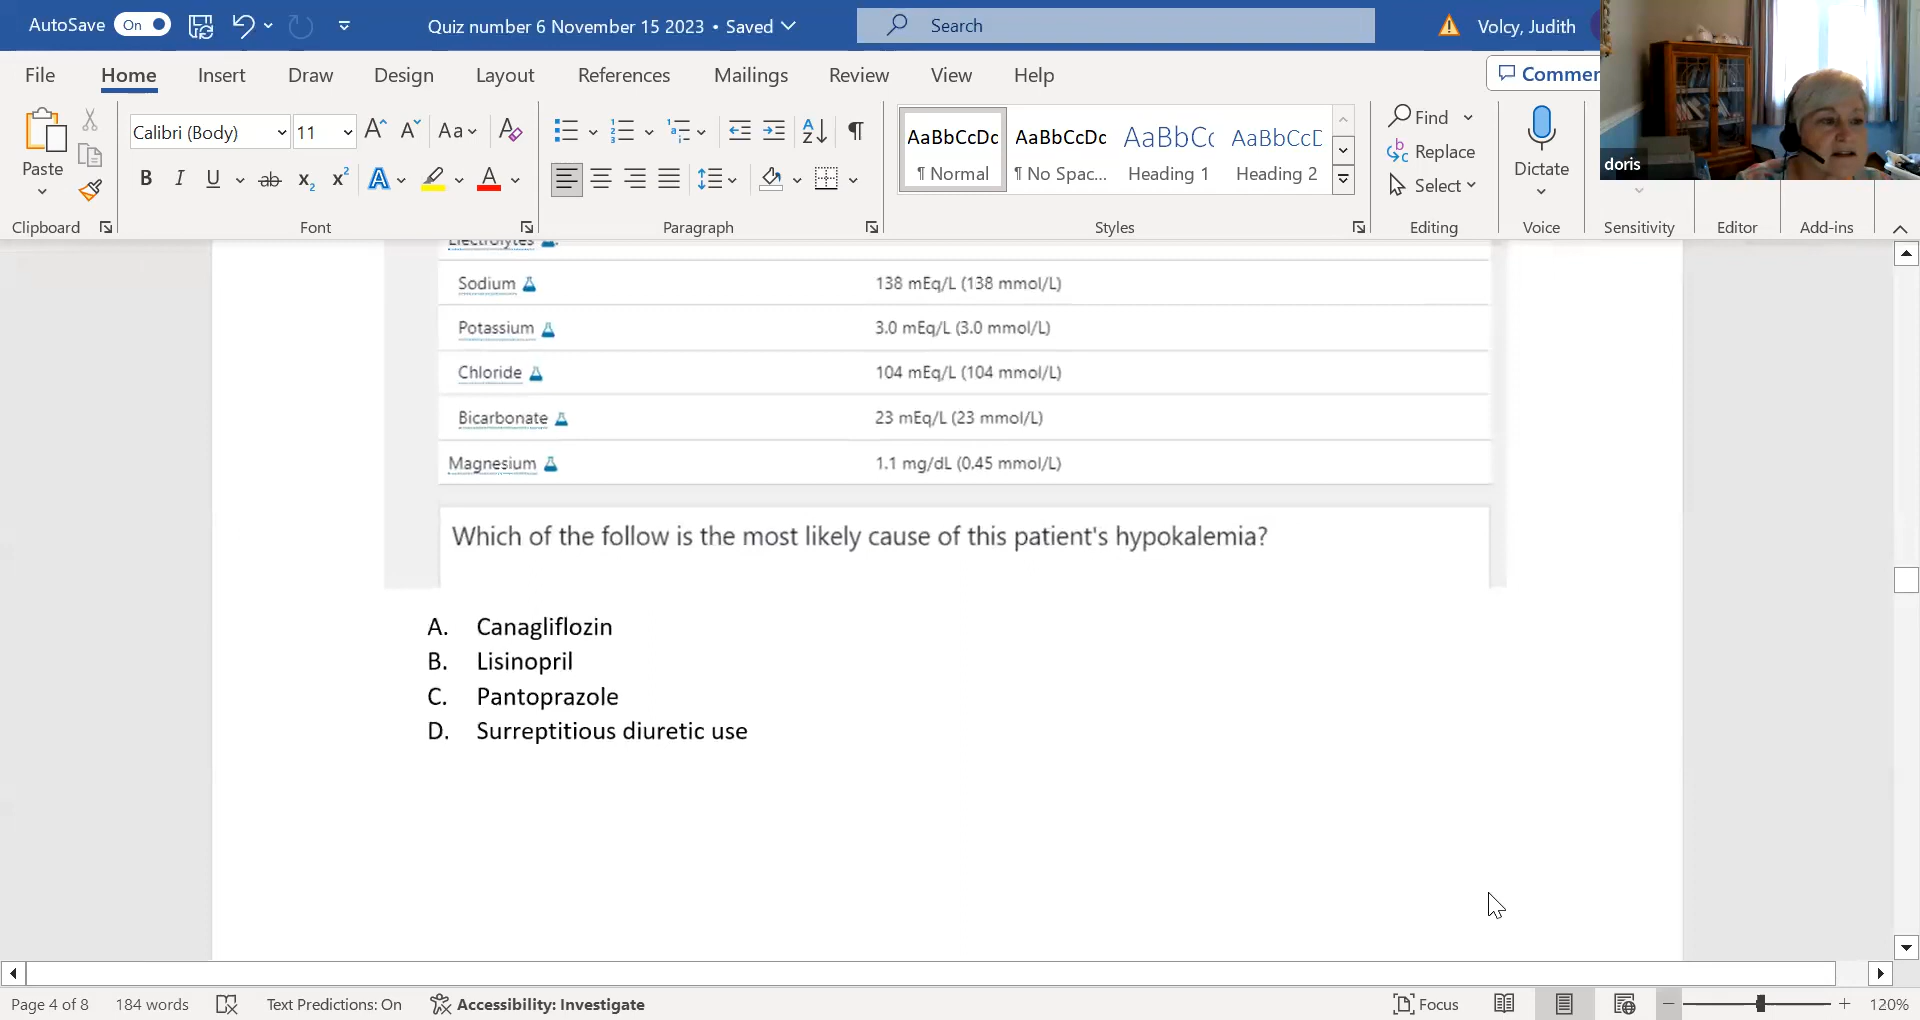 AutoSave On Quiz number 6 November 15 2023 • Saved Search Volcy, Judith
File Home Insert Draw Design Layout References Mailings Review View Help Commen
Calibri (Body) 11 Aa AaBbCcDc AaBbCcDc AaBbCc AaBbCcD Find
Replace
Paste B I U ab x₂ x² A A Normal No Spac... Heading 1 Heading 2 Select Dictate doris
Clipboard Font Paragraph Styles Editing Voice Sensitivity Editor Add-ins
Electrolytes
Sodium 138 mEq/L (138 mmol/L)
Potassium 3.0 mEq/L (3.0 mmol/L)
Chloride 104 mEq/L (104 mmol/L)
Bicarbonate 23 mEq/L (23 mmol/L)
Magnesium 1.1 mg/dL (0.45 mmol/L)
Which of the follow is the most likely cause of this patient's hypokalemia?
A. Canagliflozin
B. Lisinopril
C. Pantoprazole
D. Surreptitious diuretic use
Page 4 of 8 184 words Text Predictions: On Accessibility: Investigate Focus 120%